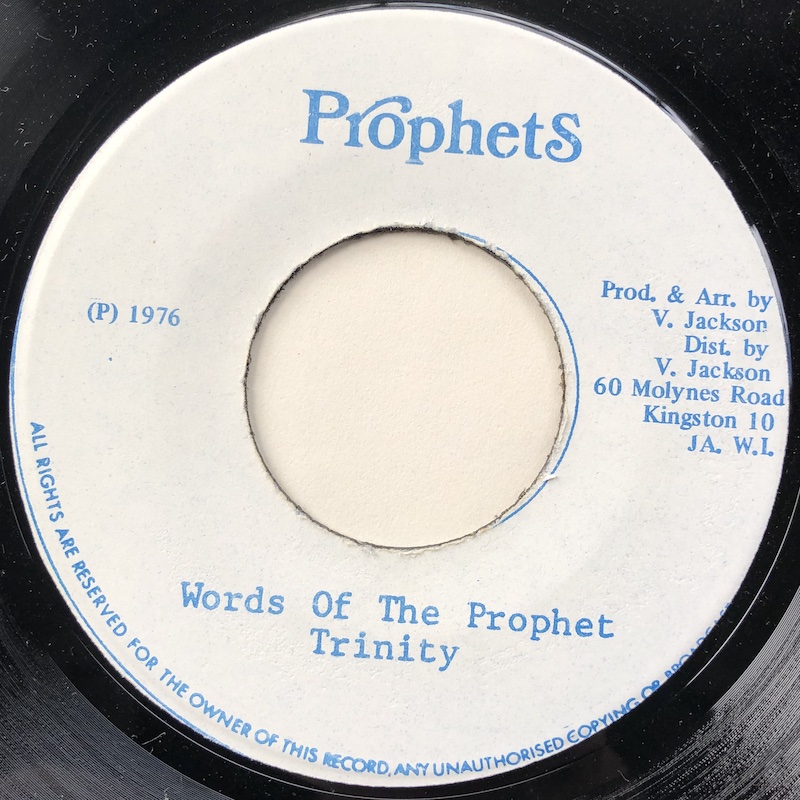 Prophets
(P) 1976
Prod. & Arr. by
V. Jackson
Dist. by
V. Jackson
60 Molynes Road
Kingston 10
JA. W.I.
Words Of The Prophet
Trinity
ALL RIGHTS ARE RESERVED FOR THE OWNER OF THIS RECORD, ANY UNAUTHORISED COPYING OR